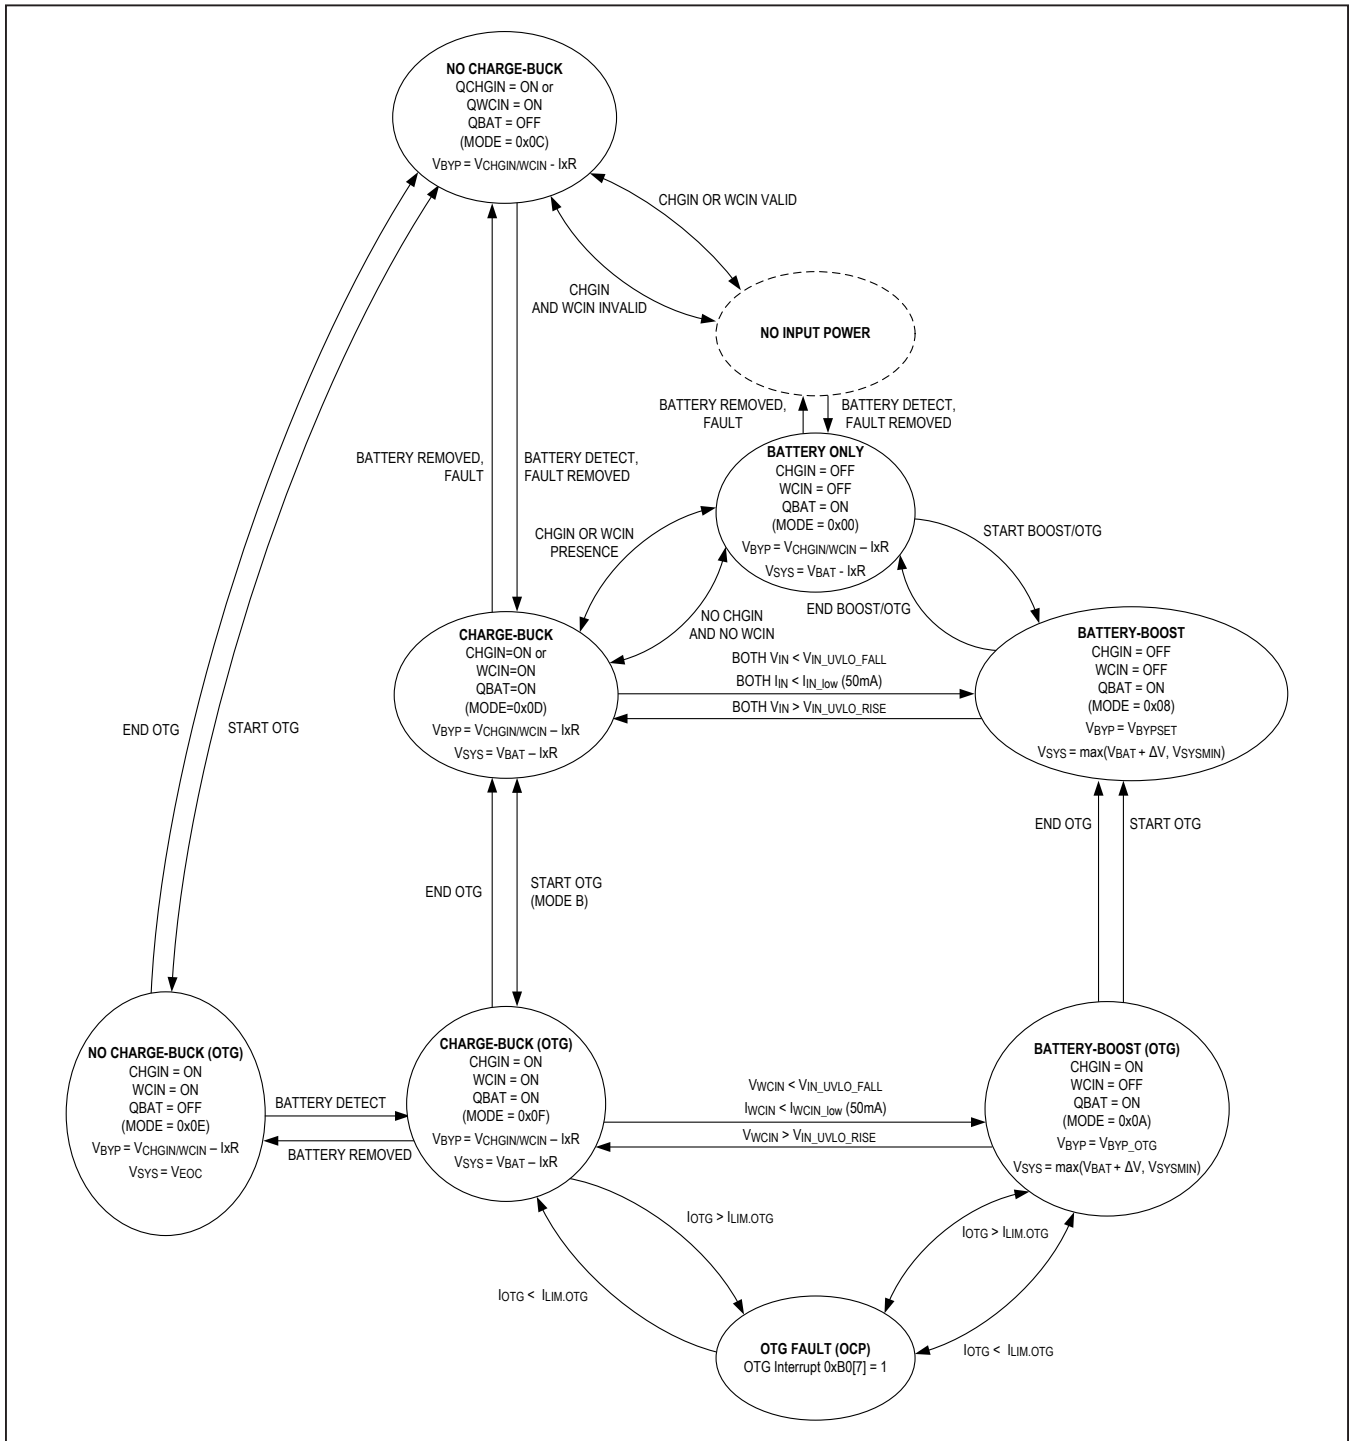 NO CHARGE-BUCK
QCHGIN = ON or
QWCIN = ON
QBAT = OFF
(MODE = 0x0C)
VBYP = VCHGIN/WCIN - IxR
CHGIN OR WCIN VALID
CHGIN
AND WCIN INVALID
NO INPUT POWER
BATTERY REMOVED,
FAULT
BATTERY DETECT,
FAULT REMOVED
BATTERY ONLY
CHGIN = OFF
WCIN = OFF
QBAT = ON
(MODE = 0x00)
VBYP = VCHGIN/WCIN – IxR
VSYS = VBAT - IxR
BATTERY REMOVED,
FAULT
BATTERY DETECT,
FAULT REMOVED
CHGIN OR WCIN
PRESENCE
START BOOST/OTG
END BOOST/OTG
NO CHGIN
AND NO WCIN
CHARGE-BUCK
CHGIN=ON or
WCIN=ON
QBAT=ON
(MODE=0x0D)
VBYP = VCHGIN/WCIN – IxR
VSYS = VBAT – IxR
BOTH VIN < VIN_UVLO_FALL
BOTH IIN < IIN_low (50mA)
BOTH VIN > VIN_UVLO_RISE
BATTERY-BOOST
CHGIN = OFF
WCIN = OFF
QBAT = ON
(MODE = 0x08)
VBYP = VBYPSET
VSYS = max(VBAT + ΔV, VSYSMIN)
END OTG
START OTG
END OTG
START OTG
(MODE B)
END OTG
START OTG
NO CHARGE-BUCK (OTG)
CHGIN = ON
WCIN = ON
QBAT = OFF
(MODE = 0x0E)
VBYP = VCHGIN/WCIN – IxR
VSYS = VEOC
BATTERY DETECT
BATTERY REMOVED
CHARGE-BUCK (OTG)
CHGIN = ON
WCIN = ON
QBAT = ON
(MODE = 0x0F)
VBYP = VCHGIN/WCIN – IxR
VSYS = VBAT – IxR
VWCIN < VIN_UVLO_FALL
IWCIN < IWCIN_low (50mA)
VWCIN > VIN_UVLO_RISE
BATTERY-BOOST (OTG)
CHGIN = ON
WCIN = OFF
QBAT = ON
(MODE = 0x0A)
VBYP = VBYP_OTG
VSYS = max(VBAT + ΔV, VSYSMIN)
IOTG > ILIM.OTG
IOTG < ILIM.OTG
IOTG > ILIM.OTG
IOTG < ILIM.OTG
OTG FAULT (OCP)
OTG Interrupt 0xB0[7] = 1